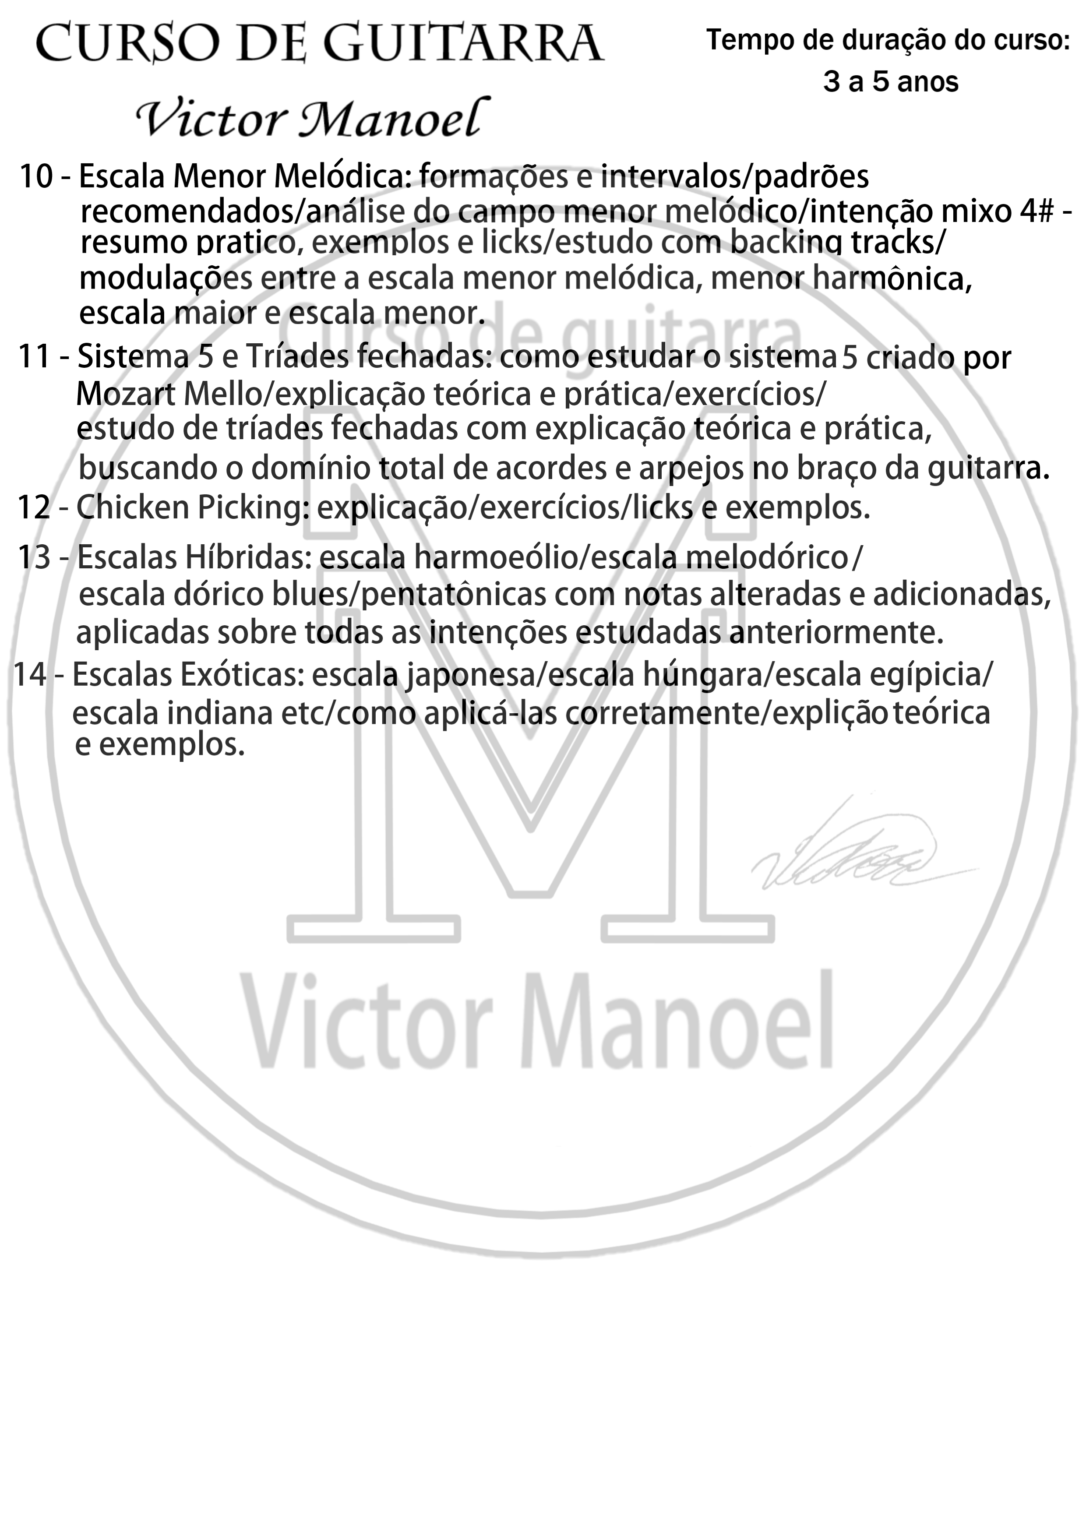 CURSO DE GUITARRA
Victor Manoel
Tempo de duração do curso:
3 a 5 anos
10 - Escala Menor Melódica: formações e intervalos/padrões
recomendados/análise do campo menor melódico/intenção mixo 4# -
resumo pratico, exemplos e licks/estudo com backing tracks/
modulações entre a escala menor melódica, menor harmônica,
escala maior e escala menor.
11 - Sistema 5 e Tríades fechadas: como estudar o sistema 5 criado por
Mozart Mello/explicação teórica e prática/exercícios/
estudo de tríades fechadas com explicação teórica e prática,
buscando o domínio total de acordes e arpejos no braço da guitarra.
12 - Chicken Picking: explicação/exercícios/licks e exemplos.
13 - Escalas Híbridas: escala harmoeólio/escala melodórico/
escala dórico blues/pentatônicas com notas alteradas e adicionadas,
aplicadas sobre todas as intenções estudadas anteriormente.
14 - Escalas Exóticas: escala japonesa/escala húngara/escala egípicia/
escala indiana etc/como aplicá-las corretamente/explição teórica
e exemplos.
Curso de guitarra
M
Victor Manoel